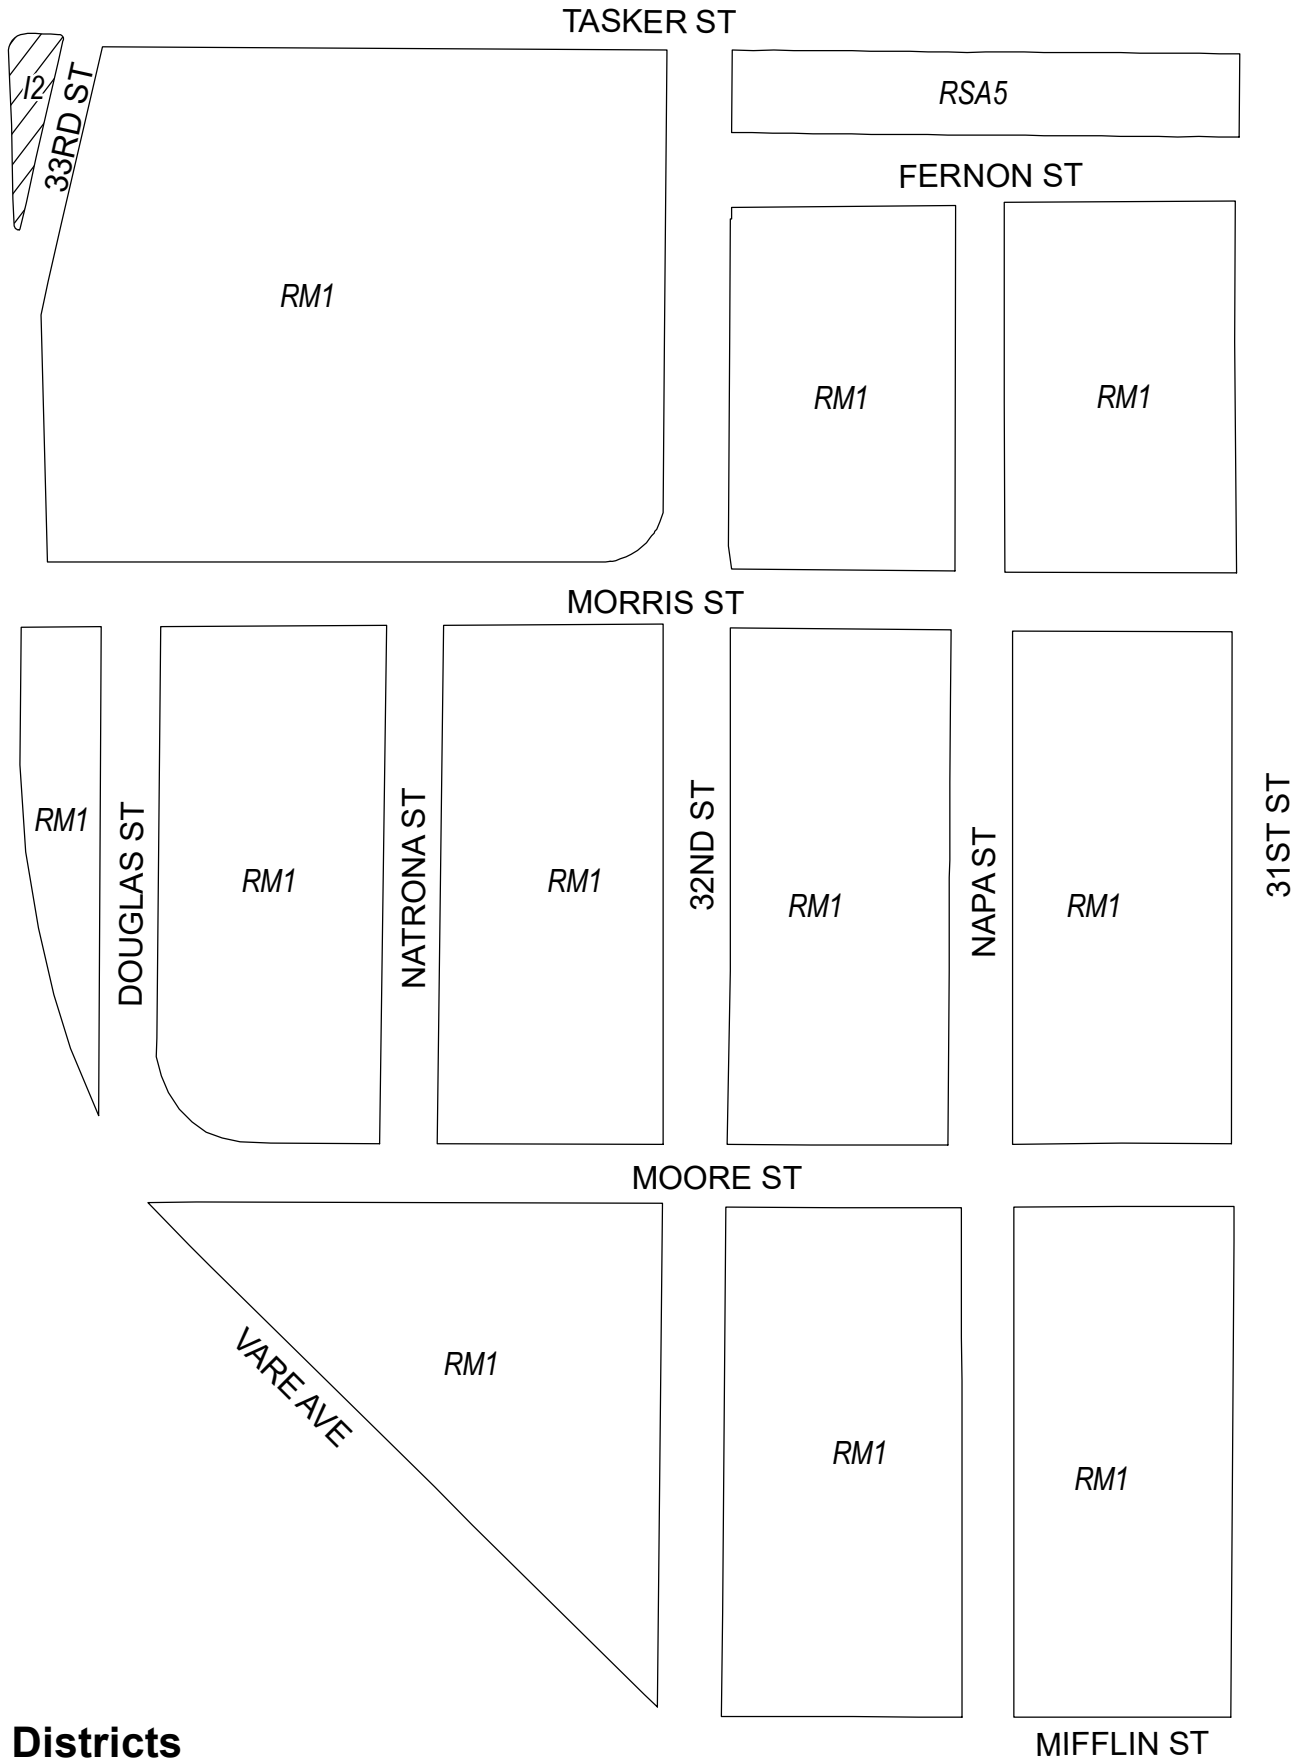 TASKER ST
I2
33RD ST
RSA5
FERNON ST
RM1
RM1
RM1
MORRIS ST
RM1
DOUGLAS ST
RM1
NATRONA ST
RM1
32ND ST
RM1
NAPA ST
RM1
31ST ST
MOORE ST
VARE AVE
RM1
RM1
RM1
Districts
MIFFLIN ST